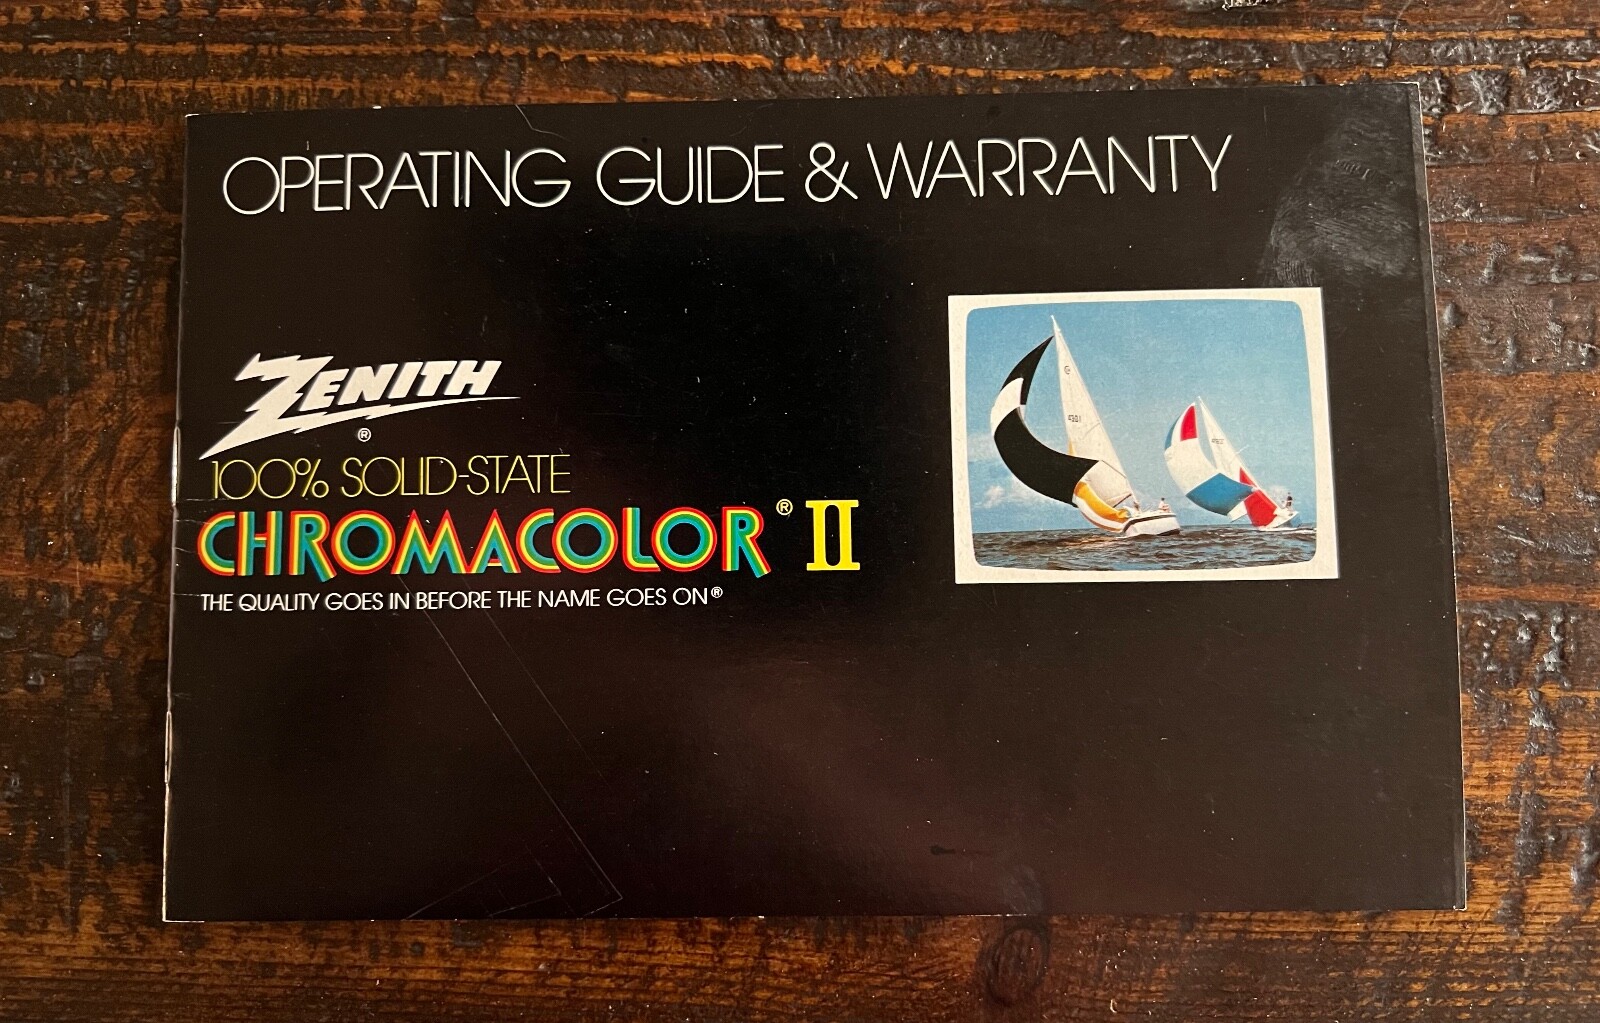 OPERATING GUIDE & WARRANTY
ZENITH®
100% SOLID-STATE
CHROMACOLOR® II
THE QUALITY GOES IN BEFORE THE NAME GOES ON®